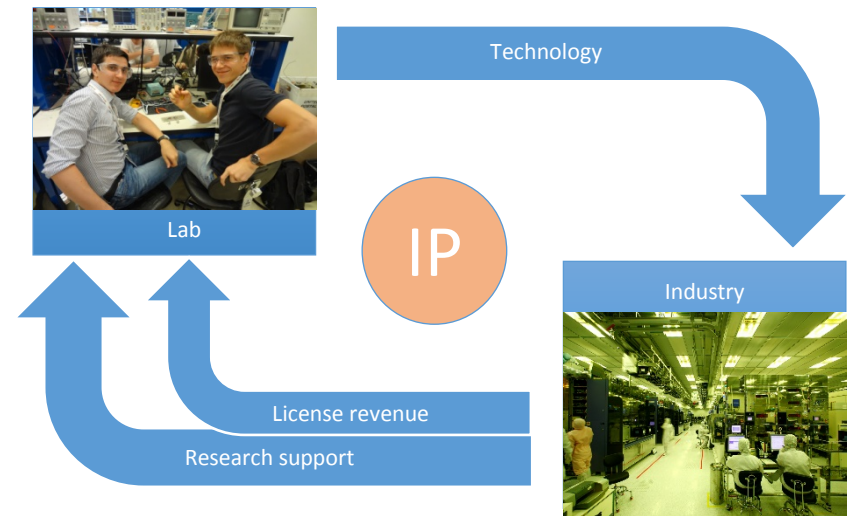 Technology
Lab
IP
Industry
License revenue
Research support